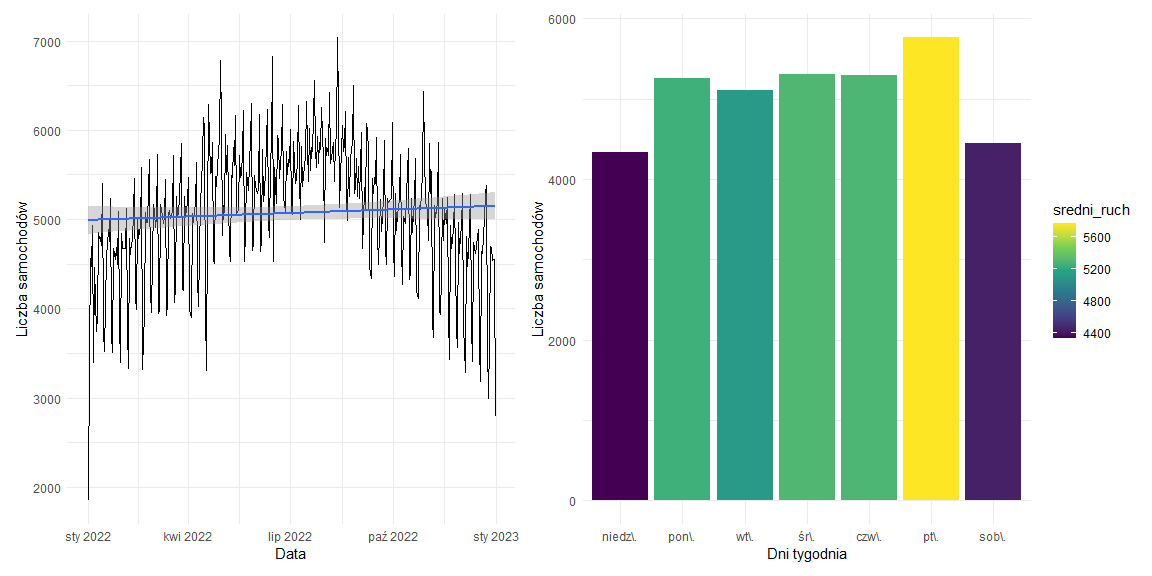 7000
6000
5000
4000
3000
2000
Liczba samochodów
sty 2022
kwi 2022
lip 2022
paź 2022
sty 2023
Data
6000
4000
2000
0
Liczba samochodów
niedz\.
pon\.
wt\.
śr\.
czw\.
pt\.
sob\.
Dni tygodnia
sredni_ruch
5600
5200
4800
4400